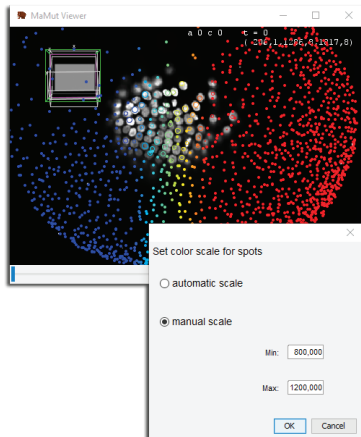 MaMut Viewer
a 0 c 0 t = 0
Set color scale for spots
automatic scale
manual scale
Min: 800,000
Max: 1200,000
OK Cancel